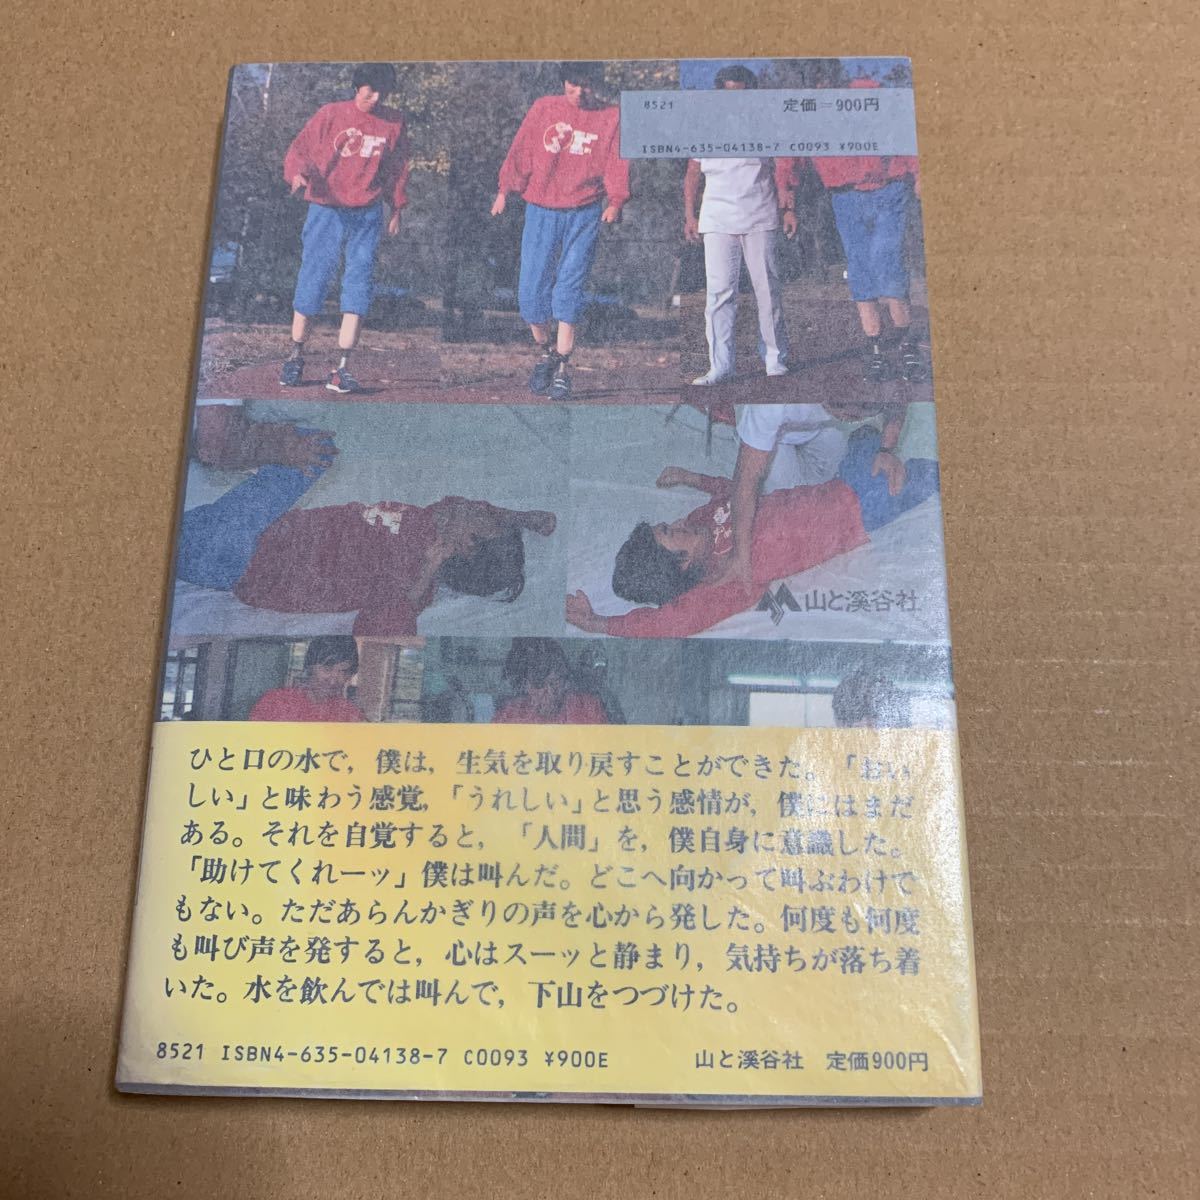 8521 定価=900円
ISBN4-635-04138-7 C0093 ¥900E
山と溪谷社
ひと口の水で，僕は，生気を取り戻すことができた。「おい
しい」と味わう感覚，「うれしい」と思う感情が，僕にはまだ
ある。それを自覚すると，「人間」を，僕自身に意識した。
「助けてくれーッ」僕は叫んだ。どこへ向かって叫ぶわけで
もない。ただあらんかぎりの声を心から発した。何度も何度
も叫び声を発すると，心はスーッと静まり，気持ちが落ち着
いた。水を飲んでは叫んで，下山をつづけた。
8521 ISBN4-635-04138-7 C0093 ¥900E 山と溪谷社 定価900円